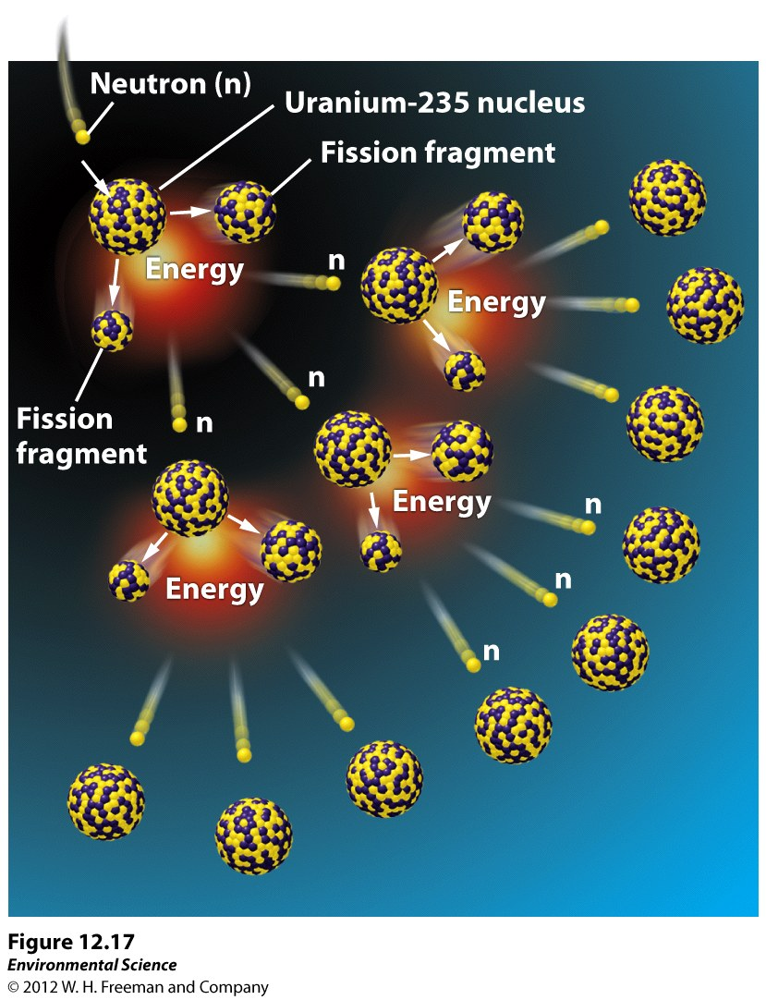 Neutron (n)
Uranium-235 nucleus
Fission fragment
Energy
n
n
n
Fission
fragment
Energy
Energy
n
n
n
Energy
Figure 12.17
Environmental Science
© 2012 W. H. Freeman and Company